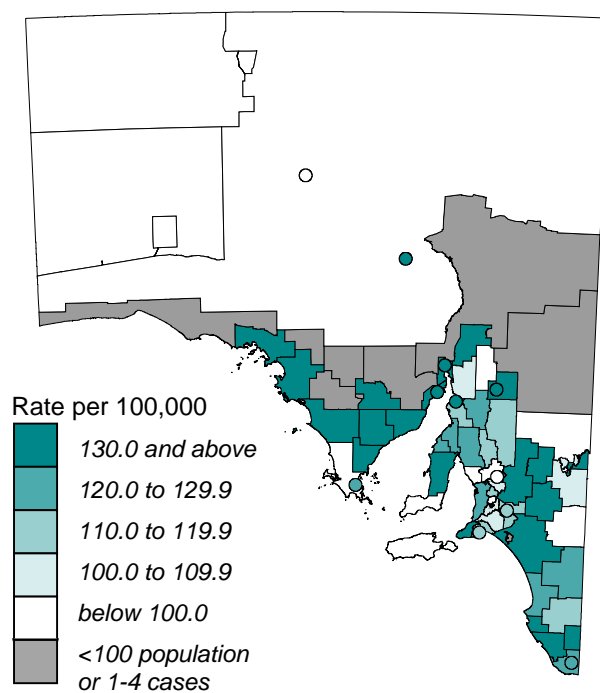 Rate per 100,000
130.0 and above
120.0 to 129.9
110.0 to 119.9
100.0 to 109.9
below 100.0
<100 population
or 1-4 cases